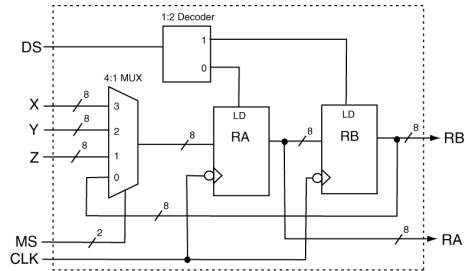 1:2 Decoder
DS
1
0
4:1 MUX
X 8 3
Y 8 2
Z 8 1
0
8
LD
RA
8
LD
RB
8
RB
8
MS 2
8
RA
CLK